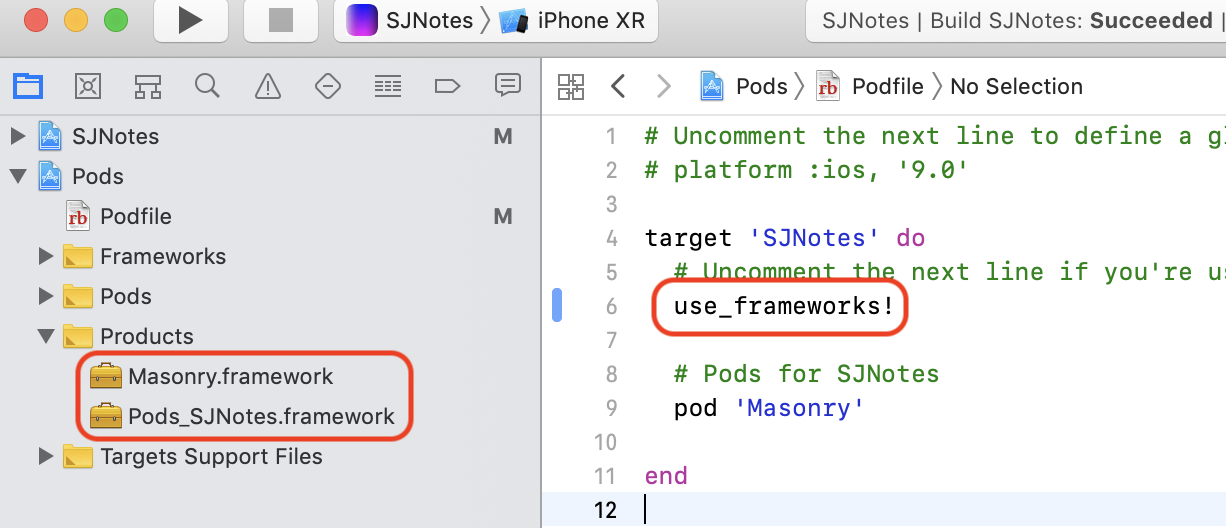 SJNotes iPhone XR
SJNotes | Build SJNotes: Succeeded |
Pods Podfile No Selection
SJNotes M
Pods
rb Podfile M
Frameworks
Pods
Products
Masonry.framework
Pods_SJNotes.framework
Targets Support Files
1 # Uncomment the next line to define a gl
2 # platform :ios, '9.0'
3
4 target 'SJNotes' do
5 # Uncomment the next line if you're us
6 use_frameworks!
7
8 # Pods for SJNotes
9 pod 'Masonry'
10
11 end
12